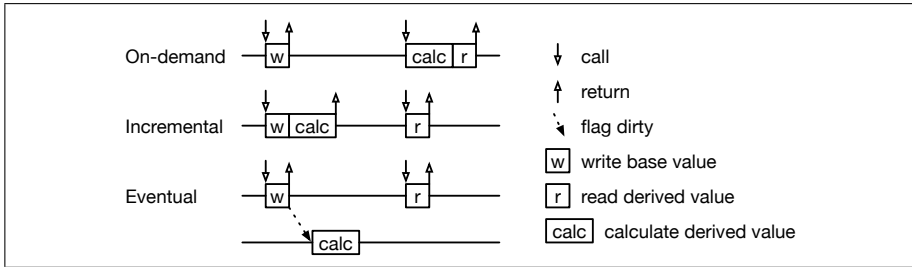 On-demand w calc r
Incremental w calc r
Eventual w r
calc
call
return
flag dirty
w write base value
r read derived value
calc calculate derived value